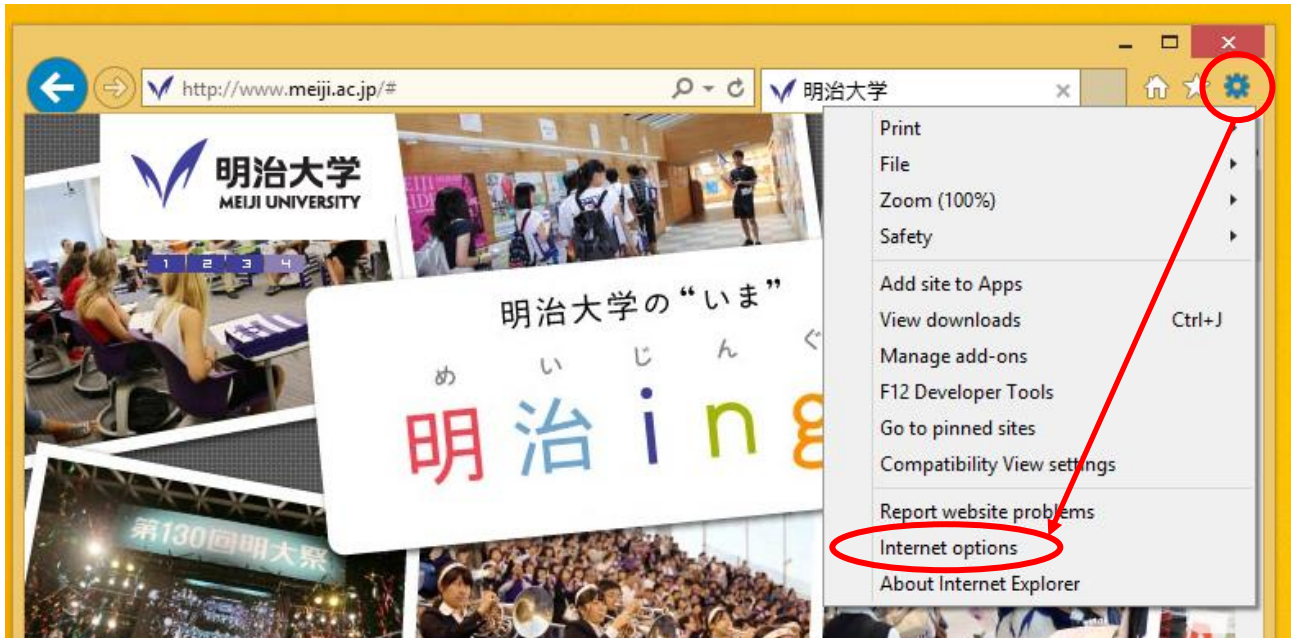 http://www.meiji.ac.jp/#
明治大学
明治大学
MEIJI UNIVERSITY
1 2 3 4
明治大学の“いま”
め い じ ん ぐ
明 治 i n g
第130回明大祭
Print
File
Zoom (100%)
Safety
Add site to Apps
View downloads Ctrl+J
Manage add-ons
F12 Developer Tools
Go to pinned sites
Compatibility View settings
Report website problems
Internet options
About Internet Explorer